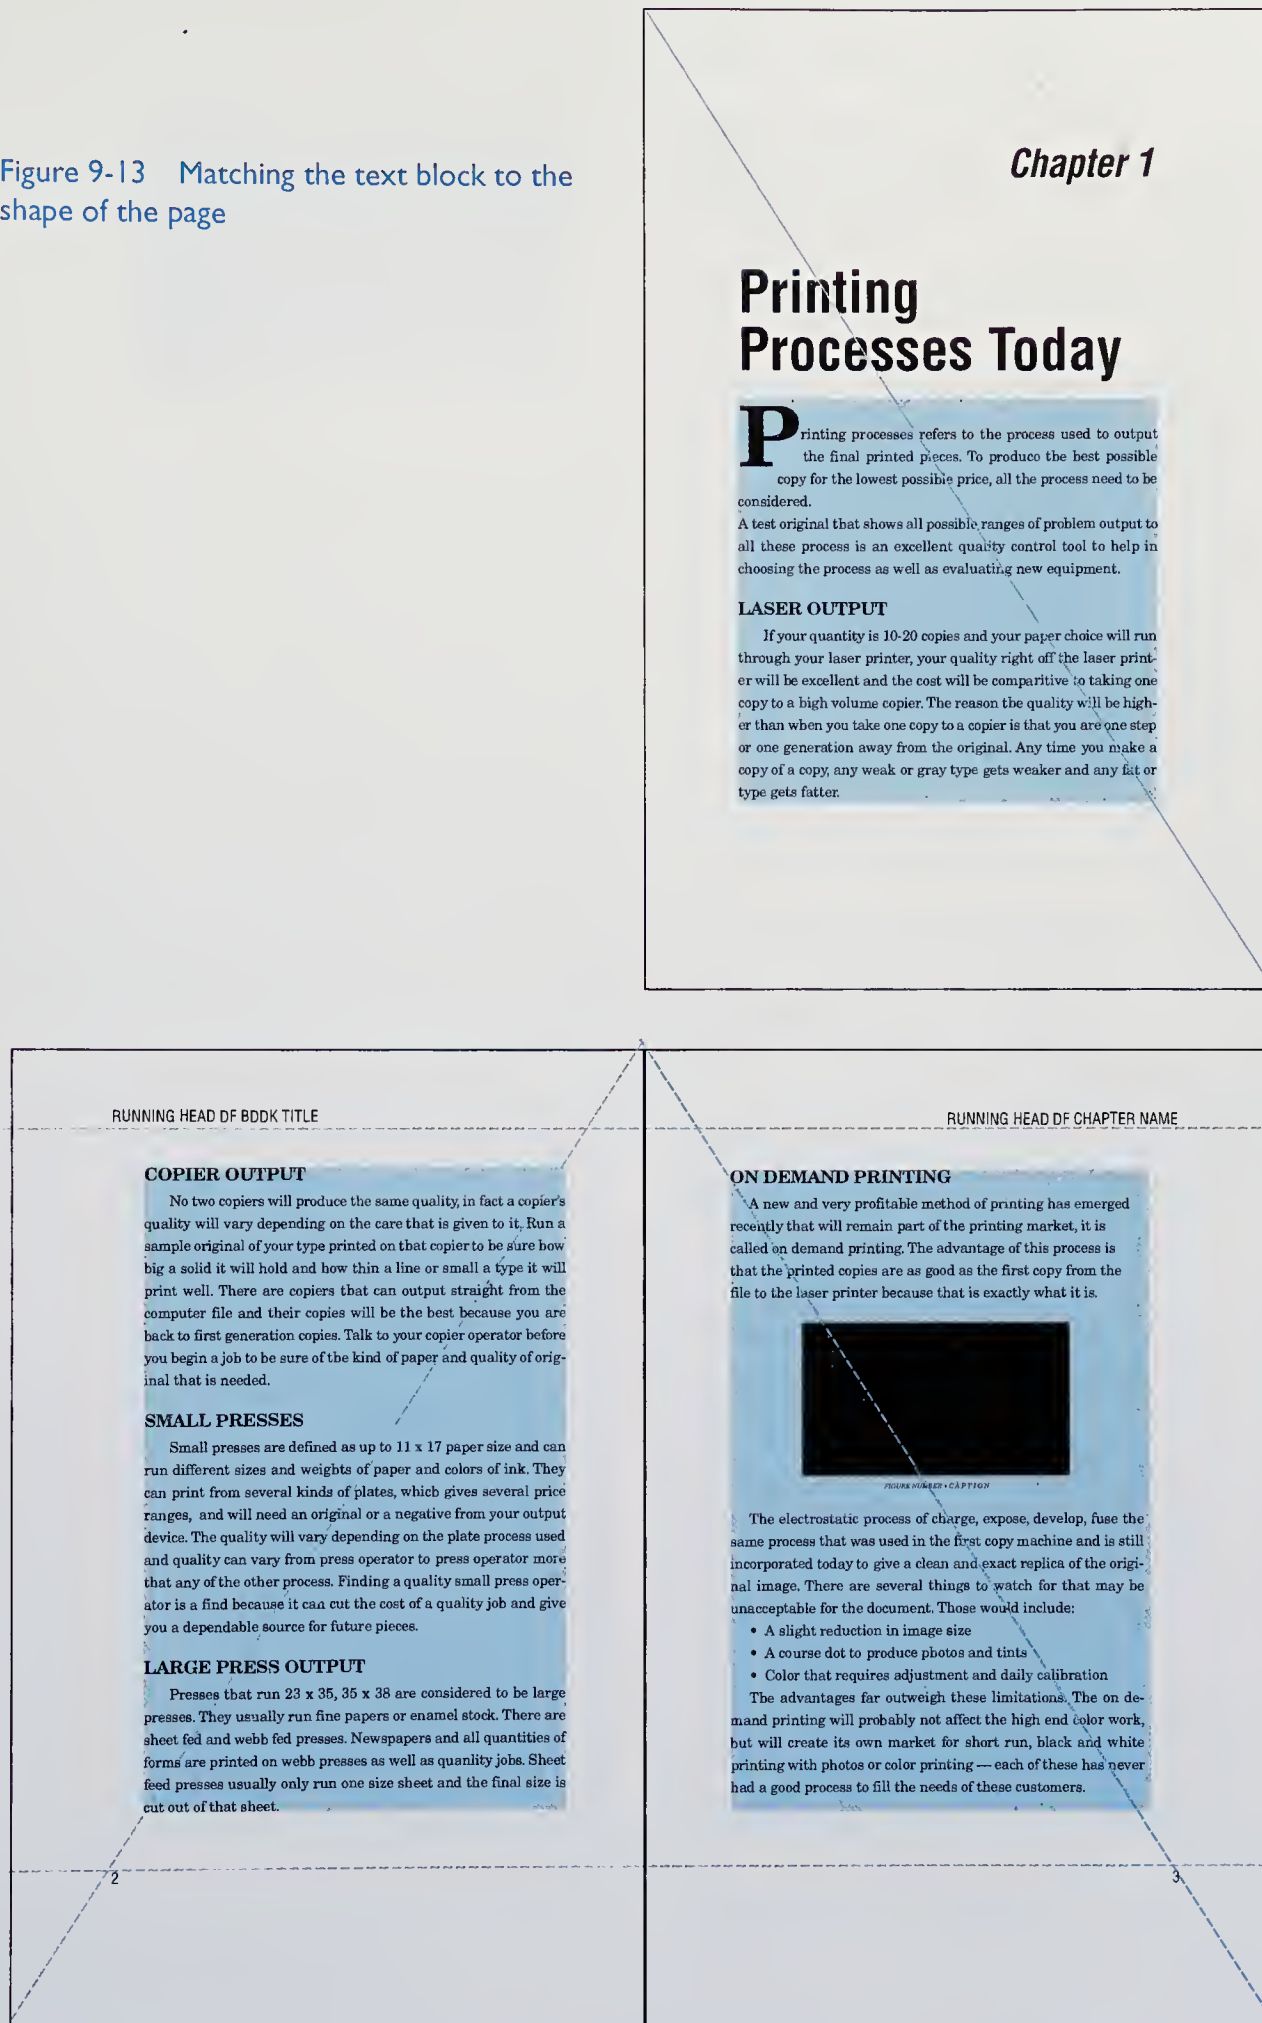 Figure 9-13 Matching the text block to the
shape of the page
Chapter 1
Printing
Processes Today
Printing processes refers to the process used to output
the final printed pieces. To produco tbe best possible
copy for the lowest possible price, all the process need to be
considered.
A test original tbat shows all possible ranges of problem output to
all these process is an excellent quality control tool to help in
choosing the process as well as evaluating new equipment.
LASER OUTPUT
If your quantity is 10-20 copies and your paper choice will run
through your laser printer, your quality right off the laser print-
er will be excellent and the cost will be comparitive to taking one
copy to a bigh volume copier. The reason tbe quality will be high-
er than wben you take one copy to a copier is that you are one step
or one generation away from the original. Any time you make a
copy of a copy, any weak or gray type gets weaker and any fat or
type gets fatter.
RUNNING HEAD DF BDDK TITLE
COPIER OUTPUT
No two copiers will produce the same quality, in fact a copier's
quality will vary depending on the care that is given to it. Run a
sample original of your type printed on tbat copier to be sure bow
big a solid it will hold and how thin a line or small a type it will
print well. There are copiers that can output straight from the
computer file and their copies will be the best because you are
back to first generation copies. Talk to your copier operator before
you begin a job to be sure of tbe kind of paper and quality of orig-
inal that is needed.
SMALL PRESSES
Small presses are defined as up to 11 x 17 paper size and can
run different sizes and weigbts of paper and colors of ink. They
can print from several kinds of plates, whicb gives several price
ranges, and will need an original or a negative from your output
device. The quality will vary depending on the plate process used
and quality can vary from press operator to press operator more
that any of the other process. Finding a quality small press oper-
ator is a find because it can cut the cost of a quality job and give
you a dependable source for future pieces.
LARGE PRESS OUTPUT
Presses tbat run 23 x 35, 35 x 38 are considered to be large
presses. They usually run fine papers or enamel stock. There are
sheet fed and webb fed presses. Newspapers and all quantities of
forms are printed on webb presses as well as quanlity jobs. Sheet
feed presses usually only run one size sheet and the final size is
cut out of that sheet.
2
RUNNING HEAD DF CHAPTER NAME
ON DEMAND PRINTING
A new and very profitable method of printing has emerged
recently that will remain part of the printing market, it is
called on demand printing. The advantage of this process is
that the printed copies are as good as the first copy from the
file to the laser printer because that is exactly what it is.
FIGURE NUMBER • CAPTION
The electrostatic process of charge, expose, develop, fuse the
same process that was used in the first copy machine and is still
incorporated today to give a clean and exact replica of the origi-
nal image. There are several things to watch for that may be
unacceptable for the document. Those would include:
• A slight reduction in image size
• A course dot to produce photos and tints
• Color that requires adjustment and daily calibration
The advantages far outweigh these limitations. The on de-
mand printing will probably not affect the high end color work,
but will create its own market for short run, black and white
printing with photos or color printing — each of these has never
had a good process to fill the needs of these customers.
3